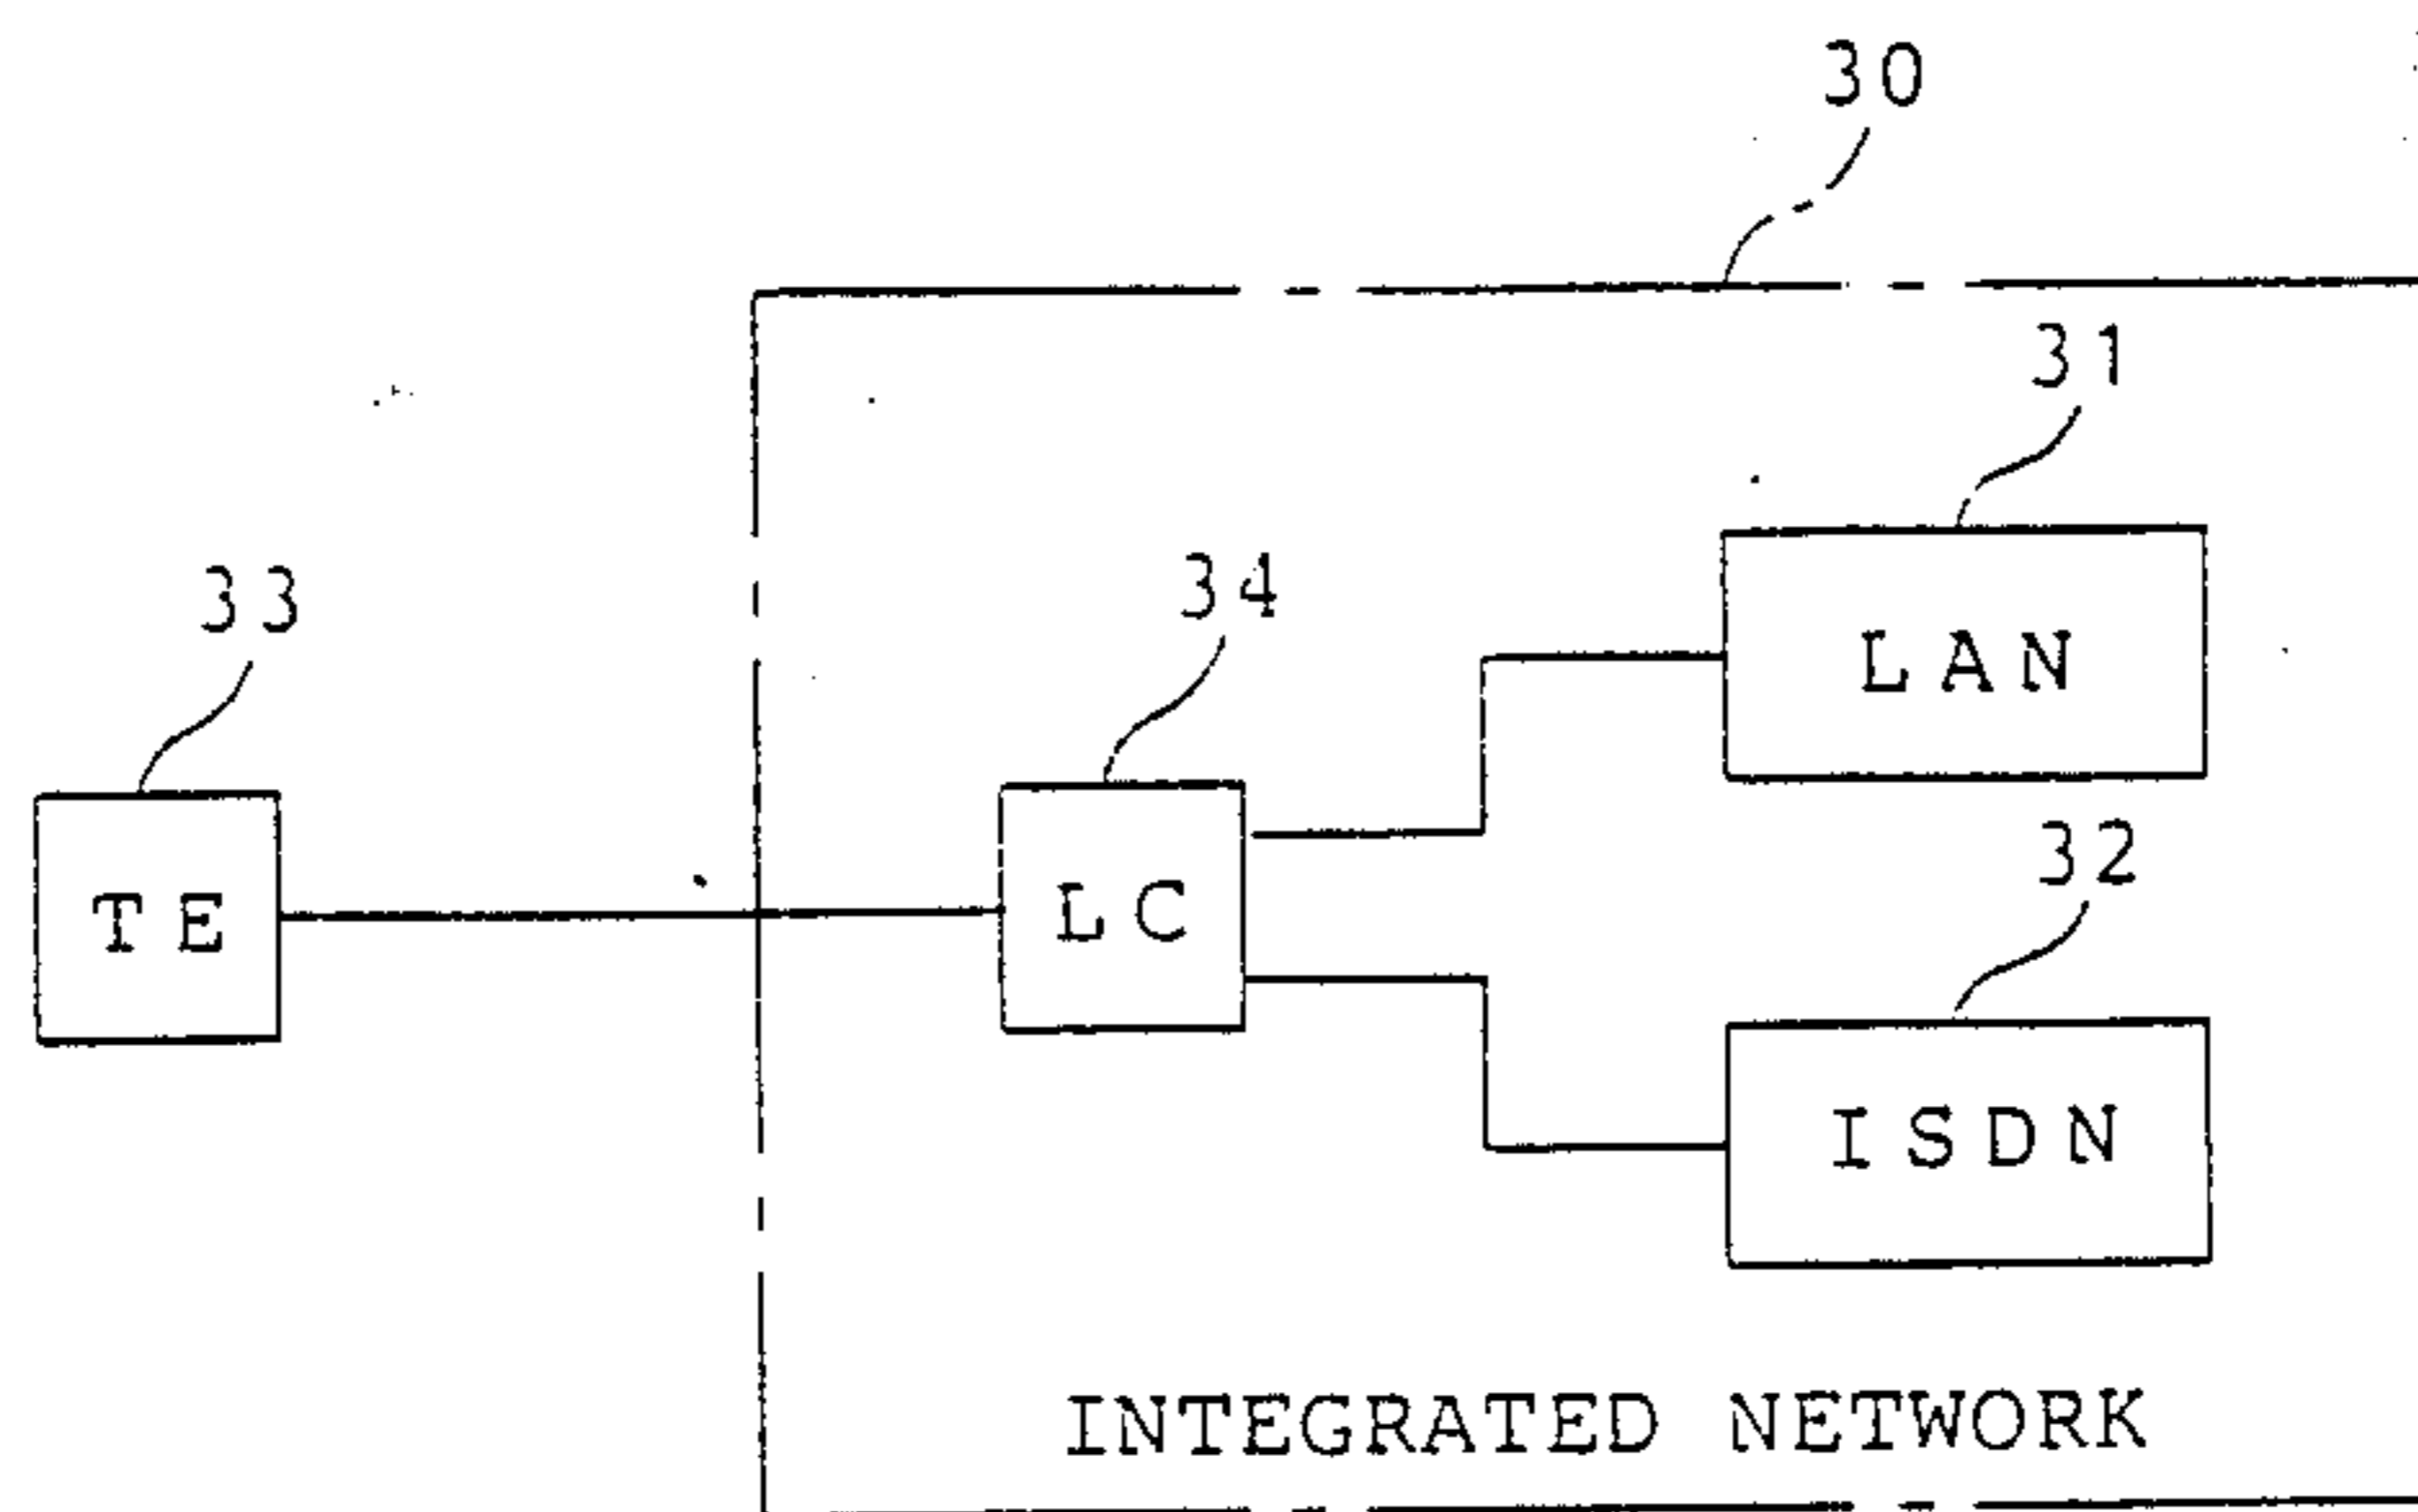 30
31
33
34
LAN
32
TE
LC
ISDN
INTEGRATED NETWORK